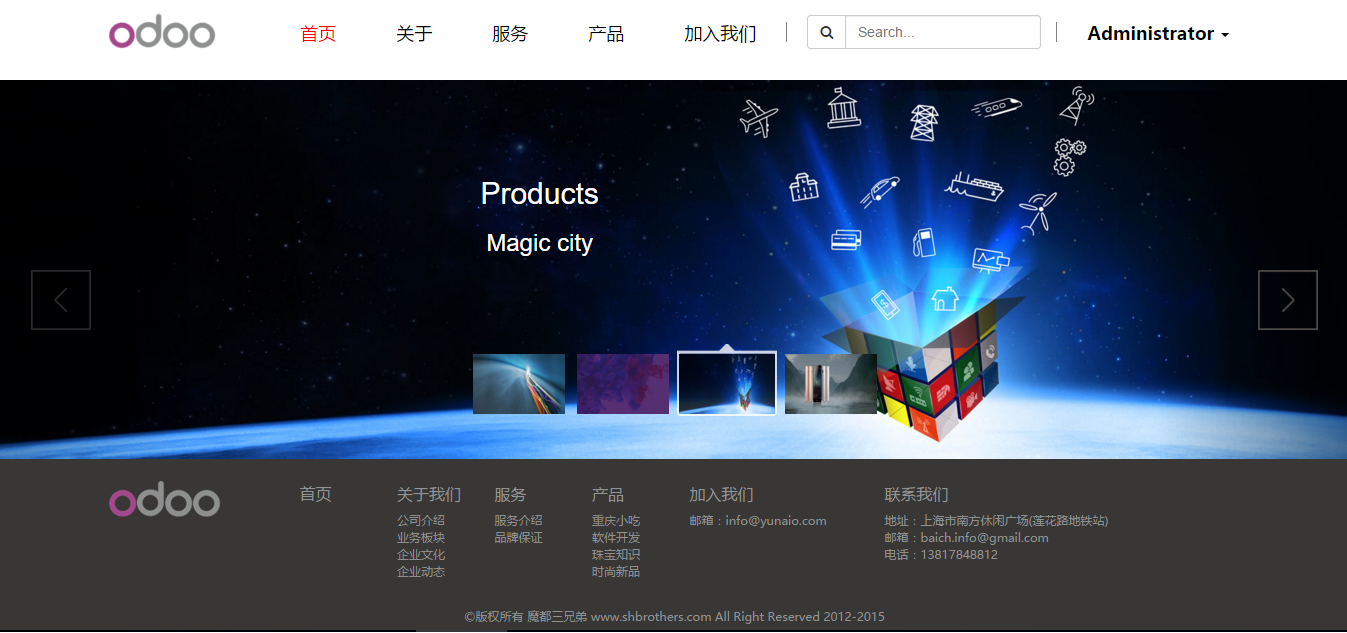 odoo 首页 关于 服务 产品 加入我们 Search... Administrator
Products
Magic city
odoo 首页 关于我们 服务 产品 加入我们 联系我们
公司介绍 服务介绍 重庆小吃 邮箱：info@yunaio.com 地址：上海市南方休闲广场(莲花路地铁站)
业务板块 品牌保证 软件开发 邮箱：baich.info@gmail.com
企业文化 珠宝知识 电话：13817848812
企业动态 时尚新品
©版权所有 魔都三兄弟 www.shbrothers.com All Right Reserved 2012-2015